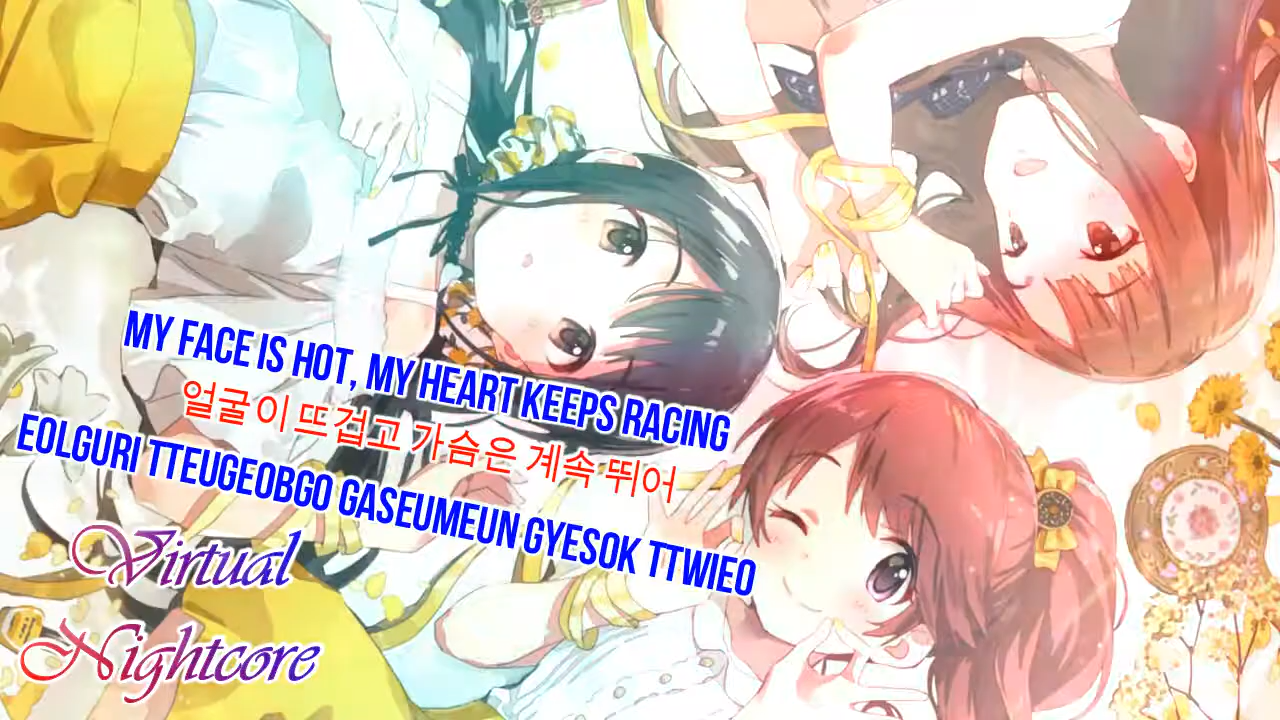 MY FACE IS HOT, MY HEART KEEPS RACING
얼굴이 뜨겁고 가슴은 계속 뛰어
EOLGURI TTEUGEOBGO GASEUMEUN GYESOK TTWIEO
Virtual
Nightcore